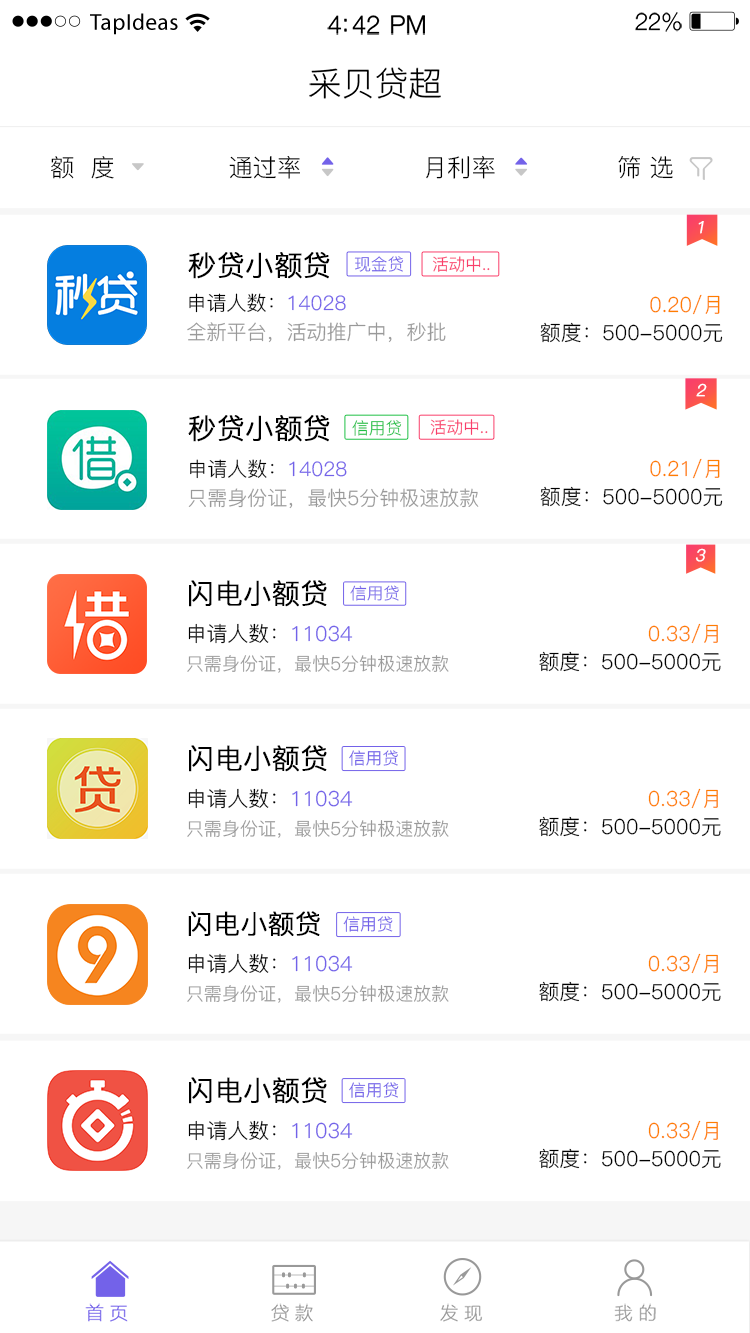 TapIdeas 4:42 PM 22%
采贝贷超
额 度 通过率 月利率 筛 选
1
秒贷
秒贷小额贷 现金贷 活动中..
申请人数：14028 0.20/月
全新平台，活动推广中，秒批 额度：500-5000元
2
借
秒贷小额贷 信用贷 活动中..
申请人数：14028 0.21/月
只需身份证，最快5分钟极速放款 额度：500-5000元
3
借
闪电小额贷 信用贷
申请人数：11034 0.33/月
只需身份证，最快5分钟极速放款 额度：500-5000元
贷
闪电小额贷 信用贷
申请人数：11034 0.33/月
只需身份证，最快5分钟极速放款 额度：500-5000元
9
闪电小额贷 信用贷
申请人数：11034 0.33/月
只需身份证，最快5分钟极速放款 额度：500-5000元
闪电小额贷 信用贷
申请人数：11034 0.33/月
只需身份证，最快5分钟极速放款 额度：500-5000元
首页 贷款 发现 我的